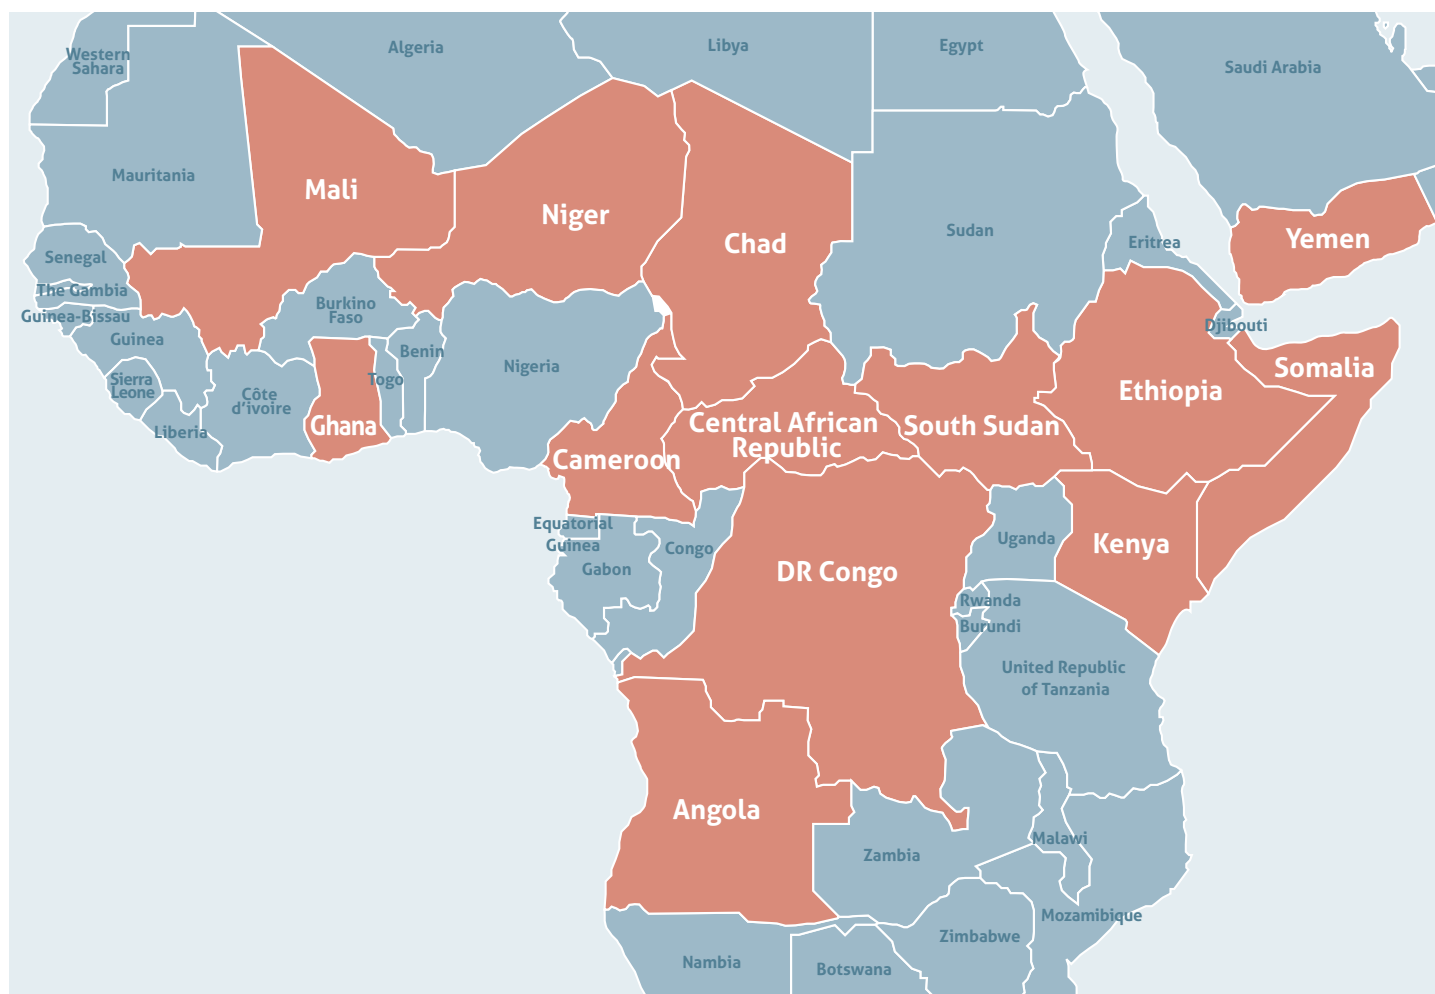 Western
Sahara
Algeria
Libya
Egypt
Saudi Arabia
Mauritania
Mali
Niger
Chad
Sudan
Eritrea
Yemen
Senegal
The Gambia
Guinea-Bissau
Guinea
Burkino
Faso
Djibouti
Sierra
Leone
Côte
d'ivoire
Liberia
Ghana
Togo
Benin
Nigeria
Cameroon
Central African
Republic
South Sudan
Ethiopia
Somalia
Equatorial
Guinea
Gabon
Congo
DR Congo
Uganda
Kenya
Rwanda
Burundi
United Republic
of Tanzania
Angola
Zambia
Malawi
Mozambique
Zimbabwe
Nambia
Botswana